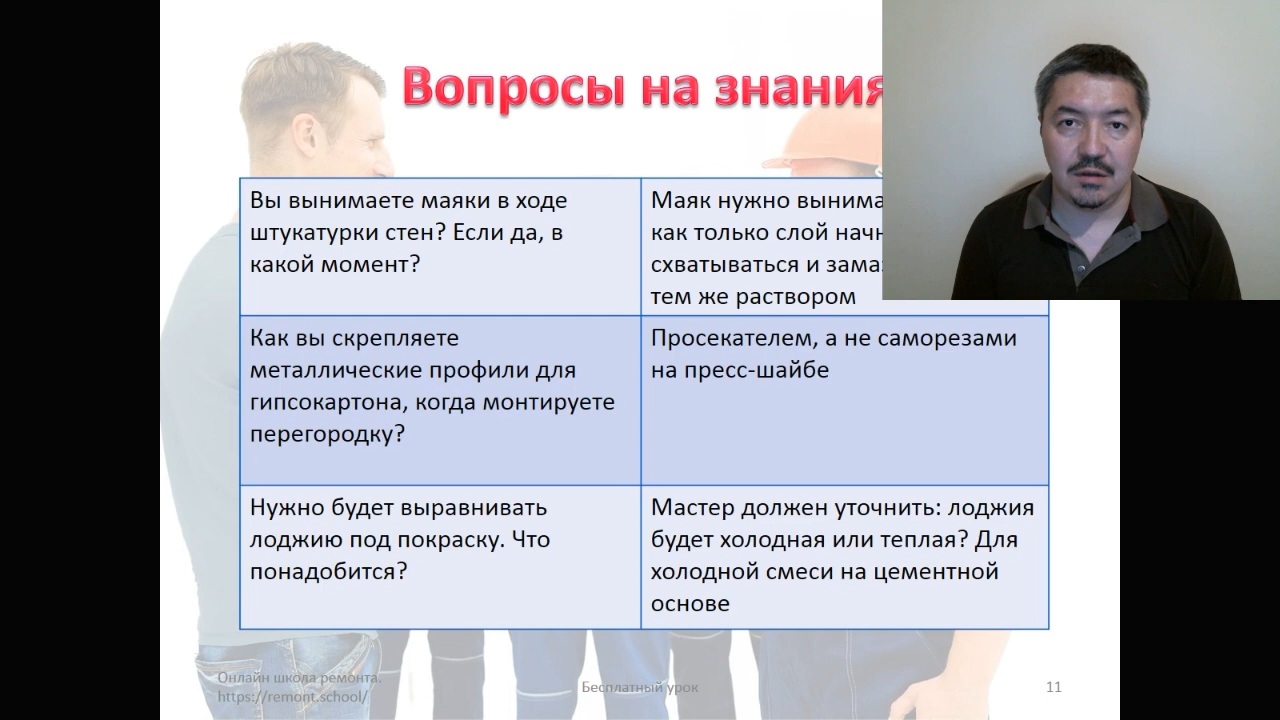 Вопросы на знания
Вы вынимаете маяки в ходе
штукатурки стен? Если да, в
какой момент?
Маяк нужно
как только слой
схватываться и
тем же раствором
Как вы скрепляете
металлические профили для
гипсокартона, когда монтируете
перегородку?
Просекателем, а не саморезами
на пресс-шайбе
Нужно будет выравнивать
лоджию под покраску. Что
понадобится?
Мастер должен уточнить: лоджия
будет холодная или теплая? Для
холодной смеси на цементной
основе
Онлайн школа ремонта.
https://remont.school/
Бесплатный урок
11